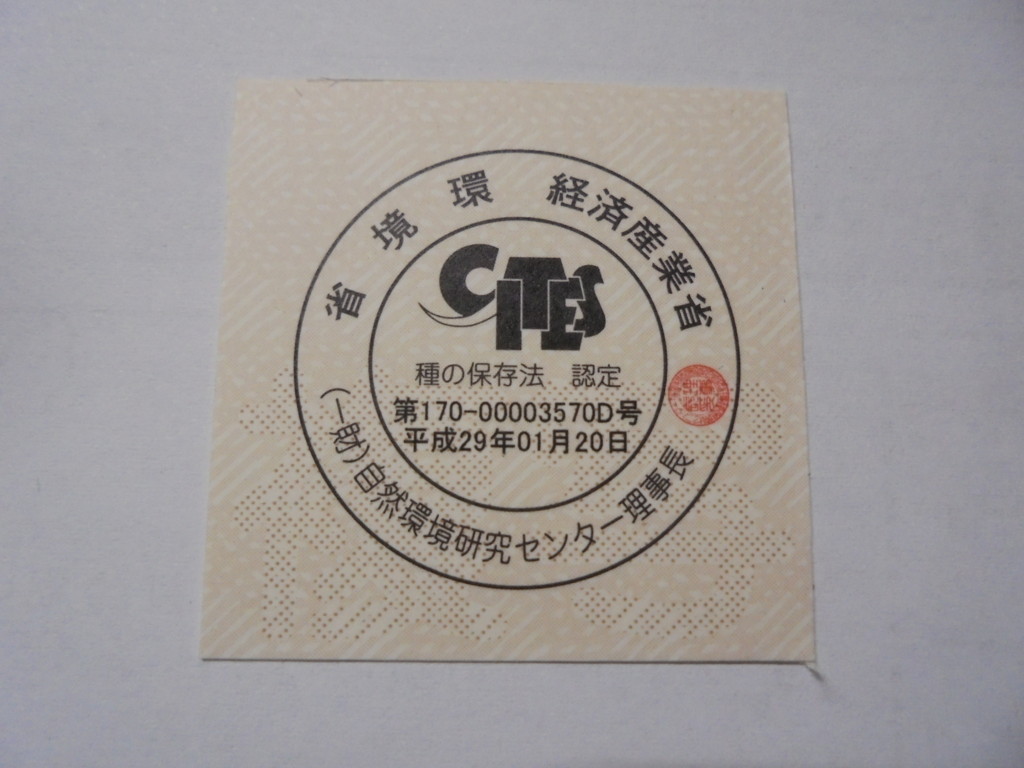 環境省
経済産業省
CITES
種の保存法 認定
第170-00003570D号
平成29年01月20日
(一財)自然環境研究センター理事長